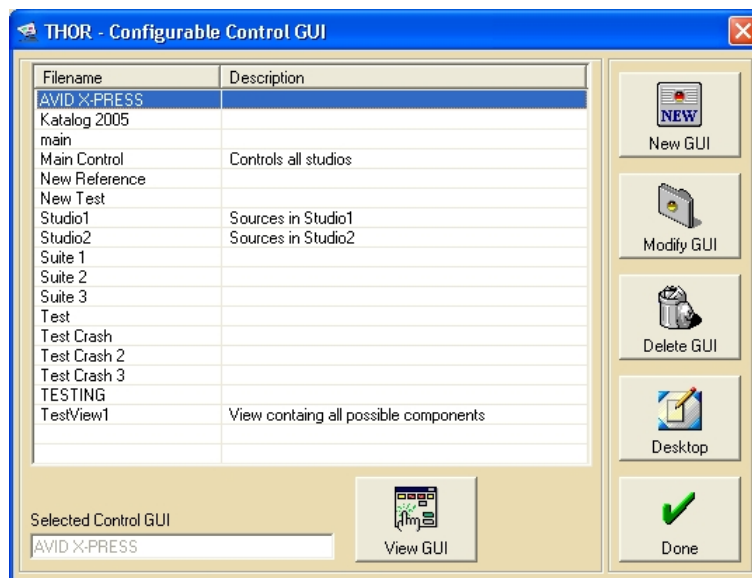 THOR - Configurable Control GUI
Filename Description
AVID X-PRESS
Katalog 2005
main
Main Control Controls all studios
New Reference
New Test
Studio1 Sources in Studio1
Studio2 Sources in Studio2
Suite 1
Suite 2
Suite 3
Test
Test Crash
Test Crash 2
Test Crash 3
TESTING
TestView1 View containg all possible components
Selected Control GUI
AVID X-PRESS
View GUI
NEW
New GUI
Modify GUI
Delete GUI
Desktop
Done